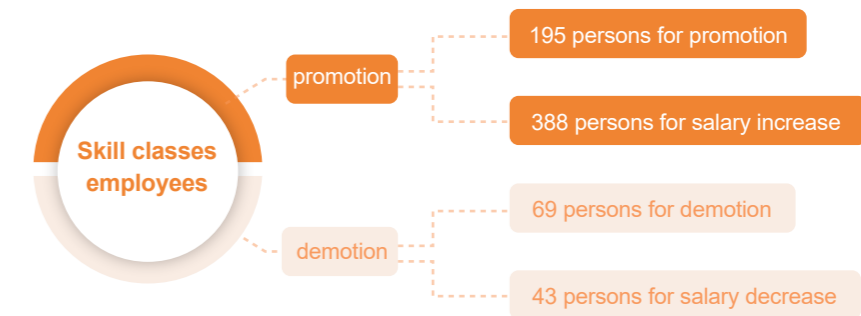 Skill classes
employees
promotion
195 persons for promotion
388 persons for salary increase
demotion
69 persons for demotion
43 persons for salary decrease